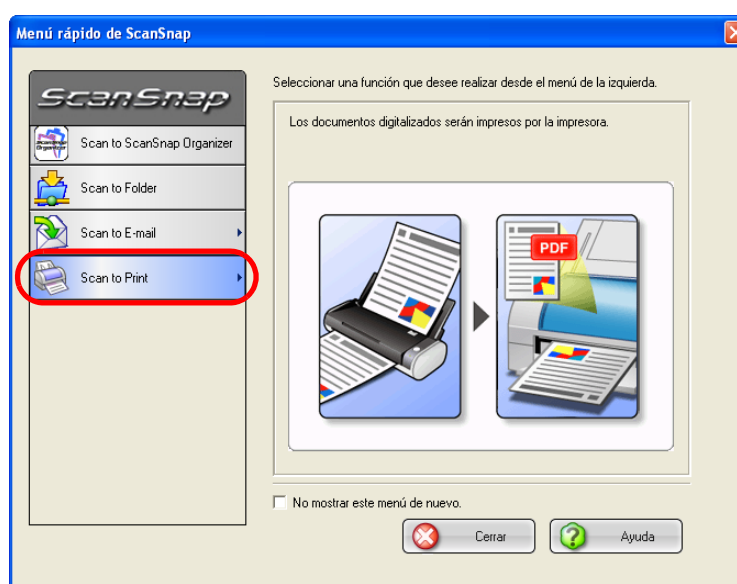 Menú rápido de ScanSnap
ScanSnap
Seleccionar una función que desee realizar desde el menú de la izquierda.
Scan to ScanSnap Organizer
Scan to Folder
Scan to E-mail
Scan to Print
Los documentos digitalizados serán impresos por la impresora.
PDF
No mostrar este menú de nuevo.
Cerrar
Ayuda